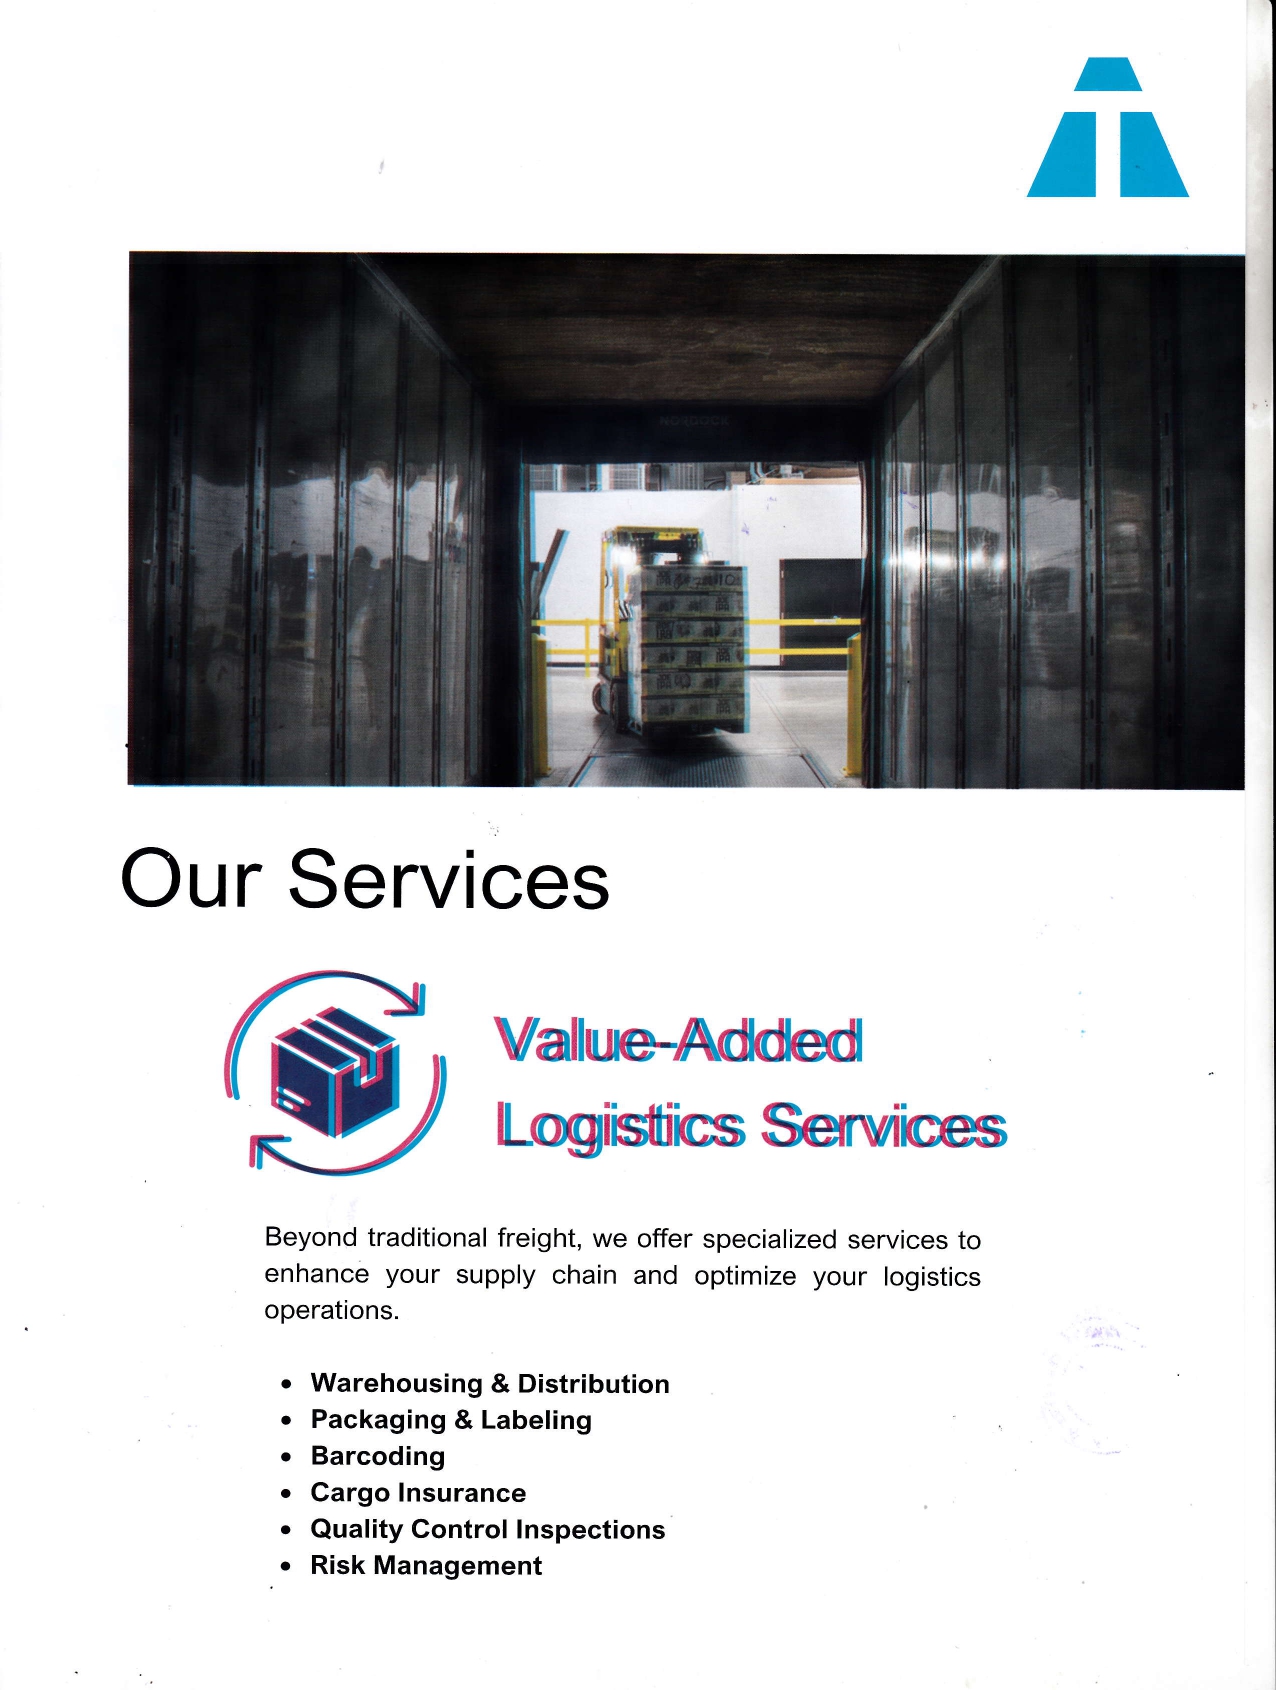 NORDOCK
Our Services
Value-Added
Logistics Services
Beyond traditional freight, we offer specialized services to
enhance your supply chain and optimize your logistics
operations.
• Warehousing & Distribution
• Packaging & Labeling
• Barcoding
• Cargo Insurance
• Quality Control Inspections
• Risk Management